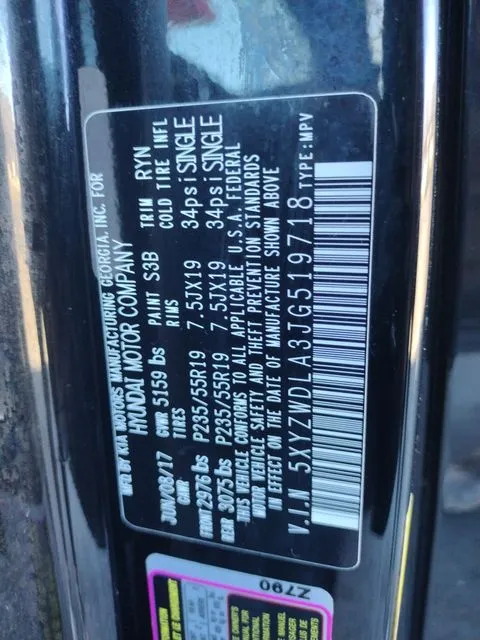 MFD BY KIA MOTORS MANUFACTURING GEORGIA, INC. FOR
HYUNDAI MOTOR COMPANY
JUN/08/17 GVWR 5159 lbs PAINT S3B TRIM RYN
GAWR TIRES RIMS COLD TIRE INFL
FRONT 2976 lbs P235/55R19 7.5JX19 34psi SINGLE
REAR 3075 lbs P235/55R19 7.5JX19 34psi SINGLE
THIS VEHICLE CONFORMS TO ALL APPLICABLE U.S.A. FEDERAL
MOTOR VEHICLE SAFETY AND THEFT PREVENTION STANDARDS
IN EFFECT ON THE DATE OF MANUFACTURE SHOWN ABOVE
V.I.N 5XYZWDLA3JG519718 TYPE:MPV
Z790